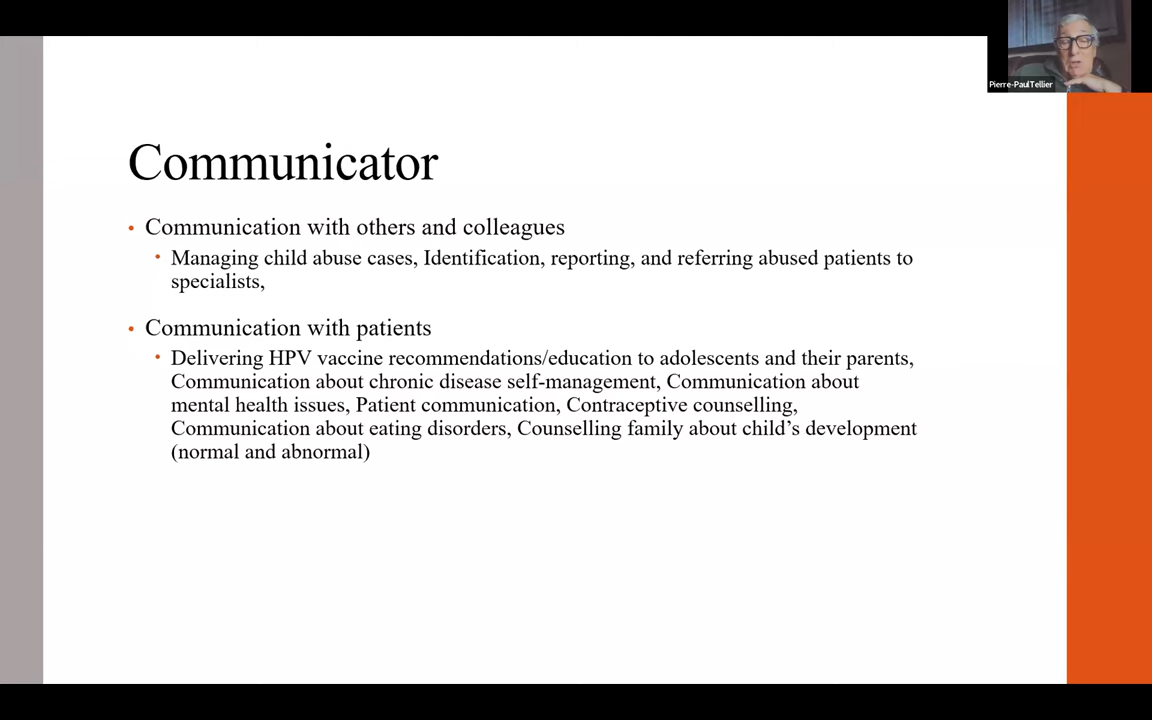 Pierre-Paul Tellier
Communicator
• Communication with others and colleagues
• Managing child abuse cases, Identification, reporting, and referring abused patients to
specialists,
• Communication with patients
• Delivering HPV vaccine recommendations/education to adolescents and their parents,
Communication about chronic disease self-management, Communication about
mental health issues, Patient communication, Contraceptive counselling,
Communication about eating disorders, Counselling family about child’s development
(normal and abnormal)